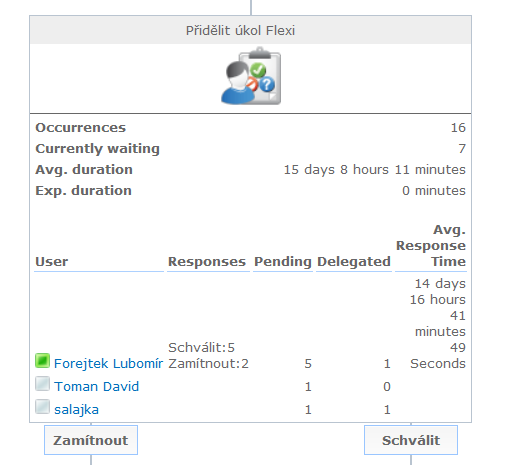 Přidělit úkol Flexi
Occurrences 16
Currently waiting 7
Avg. duration 15 days 8 hours 11 minutes
Exp. duration 0 minutes
Avg.
Response
User Responses Pending Delegated Time
14 days
16 hours
41
minutes
Schválit:5 49
Forejtek Lubomír Zamítnout:2 5 1 Seconds
Toman David 1 0
salajka 1 1
Zamítnout Schválit